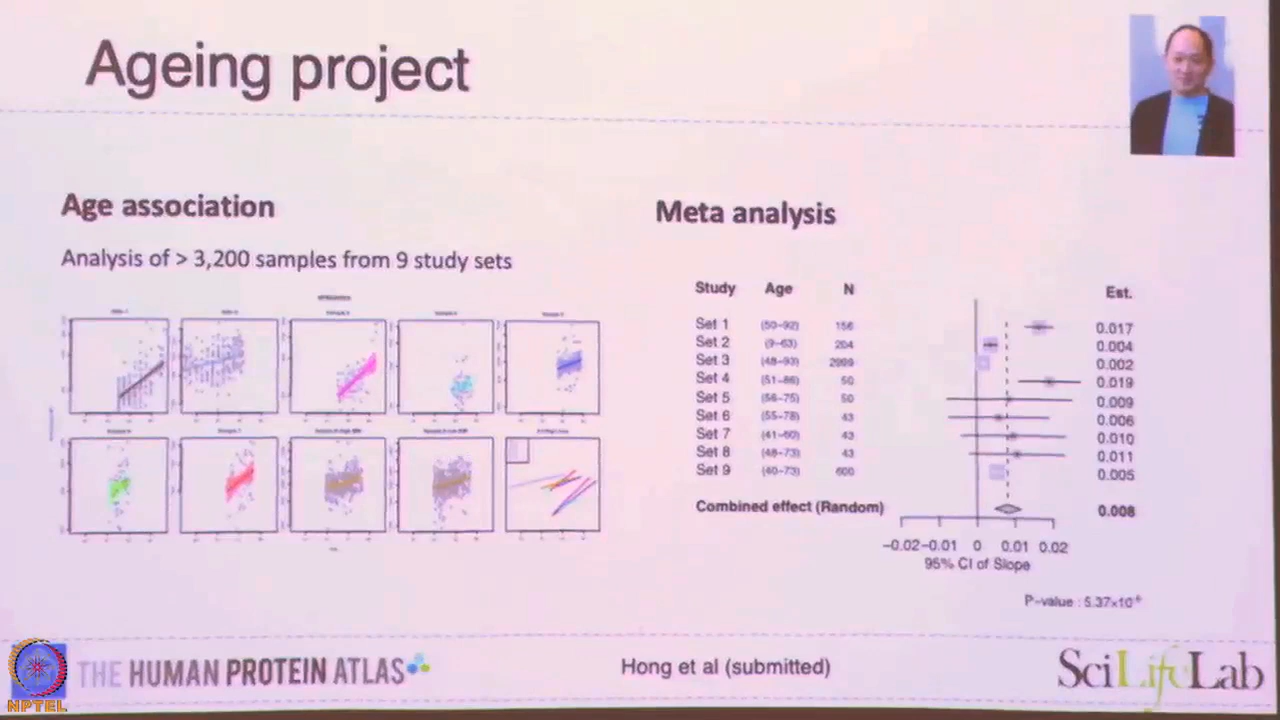 Ageing project
Age association
Analysis of > 3,200 samples from 9 study sets
Meta analysis
Study Age N Est.
Set 1 (50–92) 156 0.017
Set 2 (9–63) 204 0.004
Set 3 (48–93) 2099 0.002
Set 4 (51–86) 50 0.019
Set 5 (56–75) 50 0.009
Set 6 (55–78) 43 0.006
Set 7 (41–60) 43 0.010
Set 8 (48–73) 43 0.011
Set 9 (40–73) 600 0.005
Combined effect (Random) 0.008
−0.02 −0.01 0 0.01 0.02
95% CI of Slope
P-value : 5.37×10
THE HUMAN PROTEIN ATLAS
Hong et al (submitted)
SciLifeLab
NPTEL